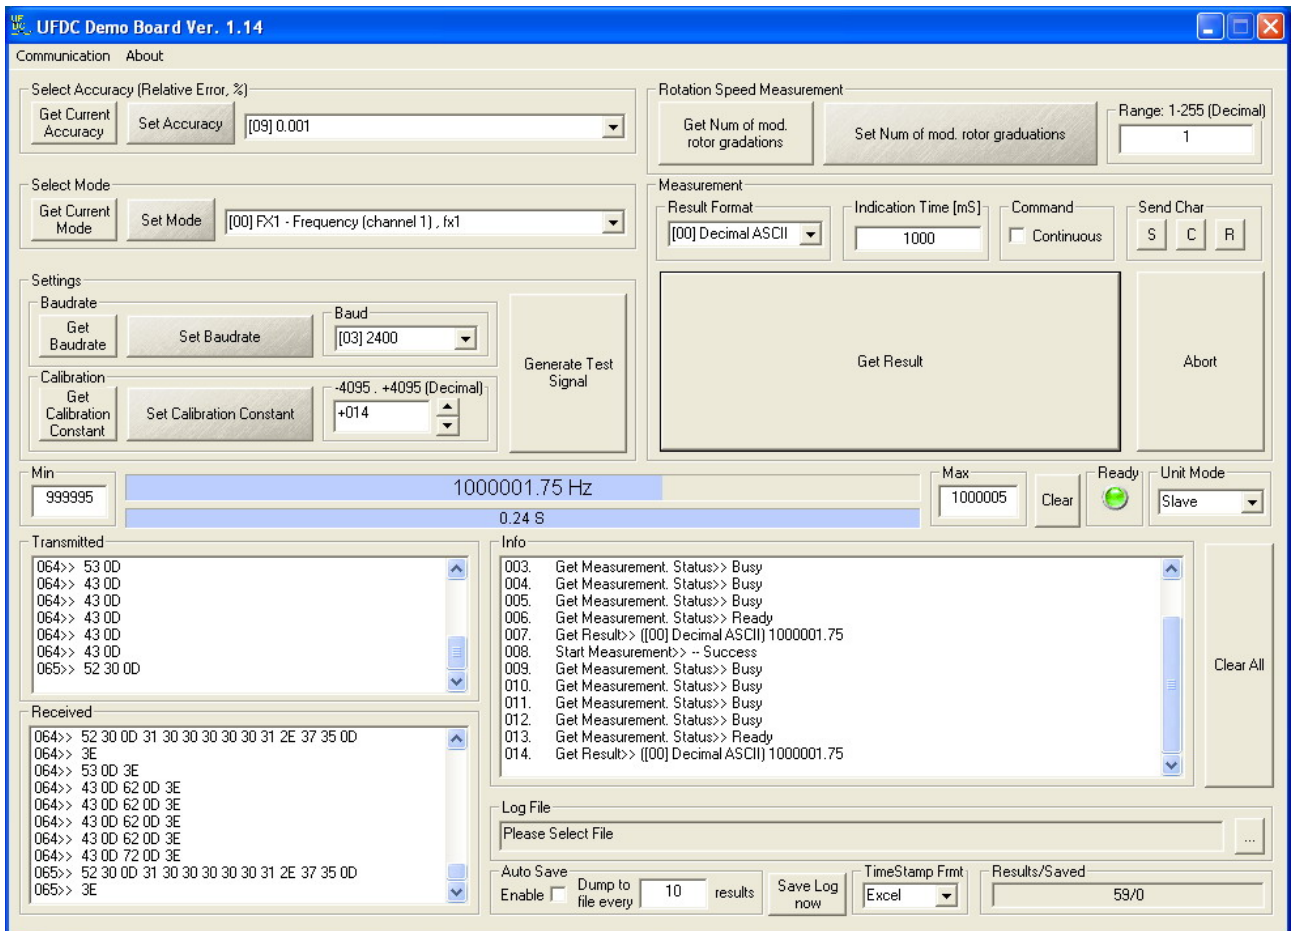 UFDC Demo Board Ver. 1.14
Communication About
Select Accuracy (Relative Error, %)
Get Current Accuracy
Set Accuracy
[09] 0.001
Rotation Speed Measurement
Get Num of mod. rotor gradations
Set Num of mod. rotor graduations
Range: 1-255 (Decimal)
1
Select Mode
Get Current Mode
Set Mode
[00] FX1 - Frequency (channel 1) , fx1
Measurement
Result Format
[00] Decimal ASCII
Indication Time [mS]
1000
Command
Continuous
Send Char
S C R
Settings
Baudrate
Get Baudrate
Set Baudrate
Baud
[03] 2400
Calibration
Get Calibration Constant
Set Calibration Constant
-4095 . +4095 (Decimal)
+014
Generate Test Signal
Get Result
Abort
Min
999995
1000001.75 Hz
0.24 S
Max
1000005
Clear
Ready
Unit Mode
Slave
Transmitted
064>> 53 0D
064>> 43 0D
064>> 43 0D
064>> 43 0D
064>> 43 0D
064>> 43 0D
065>> 52 30 0D
Received
064>> 52 30 0D 31 30 30 30 30 30 31 2E 37 35 0D
064>> 3E
064>> 53 0D 3E
064>> 43 0D 62 0D 3E
064>> 43 0D 62 0D 3E
064>> 43 0D 62 0D 3E
064>> 43 0D 62 0D 3E
064>> 43 0D 72 0D 3E
065>> 52 30 0D 31 30 30 30 30 30 31 2E 37 35 0D
065>> 3E
Info
003. Get Measurement. Status>> Busy
004. Get Measurement. Status>> Busy
005. Get Measurement. Status>> Busy
006. Get Measurement. Status>> Ready
007. Get Result>> ([00] Decimal ASCII) 1000001.75
008. Start Measurement>> -- Success
009. Get Measurement. Status>> Busy
010. Get Measurement. Status>> Busy
011. Get Measurement. Status>> Busy
012. Get Measurement. Status>> Busy
013. Get Measurement. Status>> Ready
014. Get Result>> ([00] Decimal ASCII) 1000001.75
Clear All
Log File
Please Select File
...
Auto Save
Enable
Dump to file every
10
results
Save Log now
TimeStamp Frmt
Excel
Results/Saved
59/0